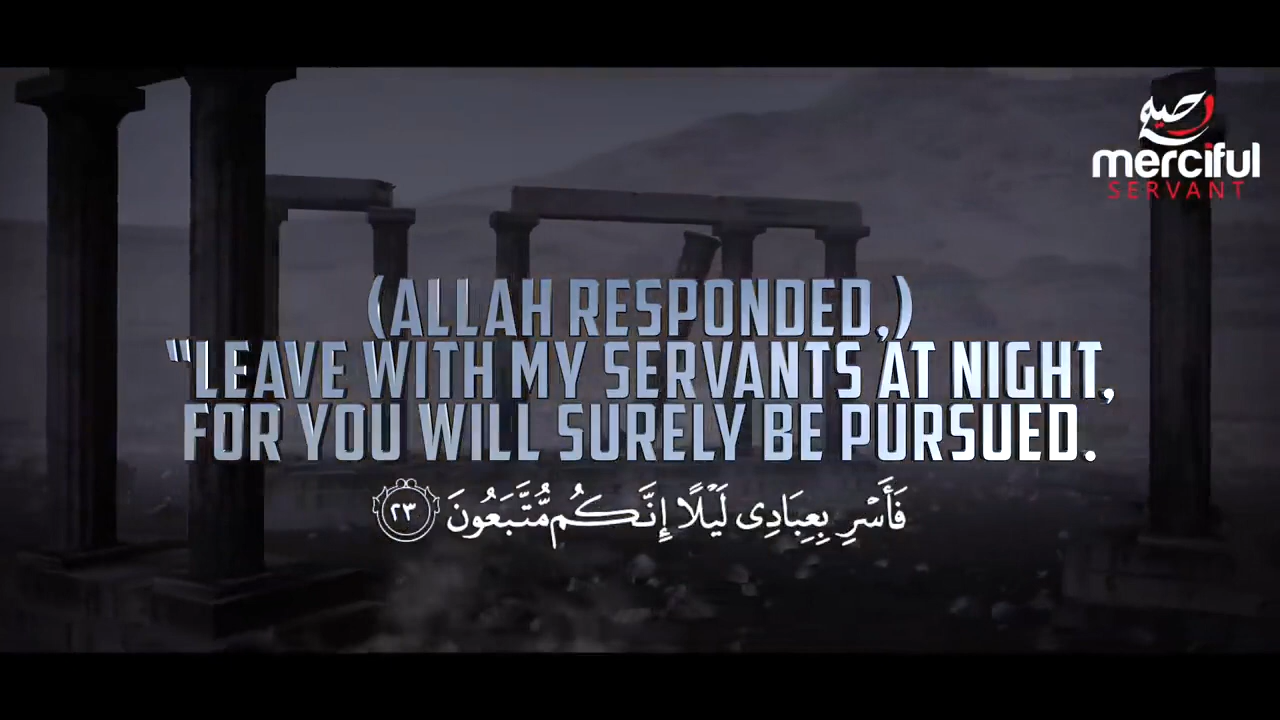 رحيم
merciful
SERVANT
(ALLAH RESPONDED,)
“LEAVE WITH MY SERVANTS AT NIGHT,
FOR YOU WILL SURELY BE PURSUED.
فَأَسْرِ بِعِبَادِى لَيْلًا إِنَّكُم مُّتَّبَعُونَ ٢٣